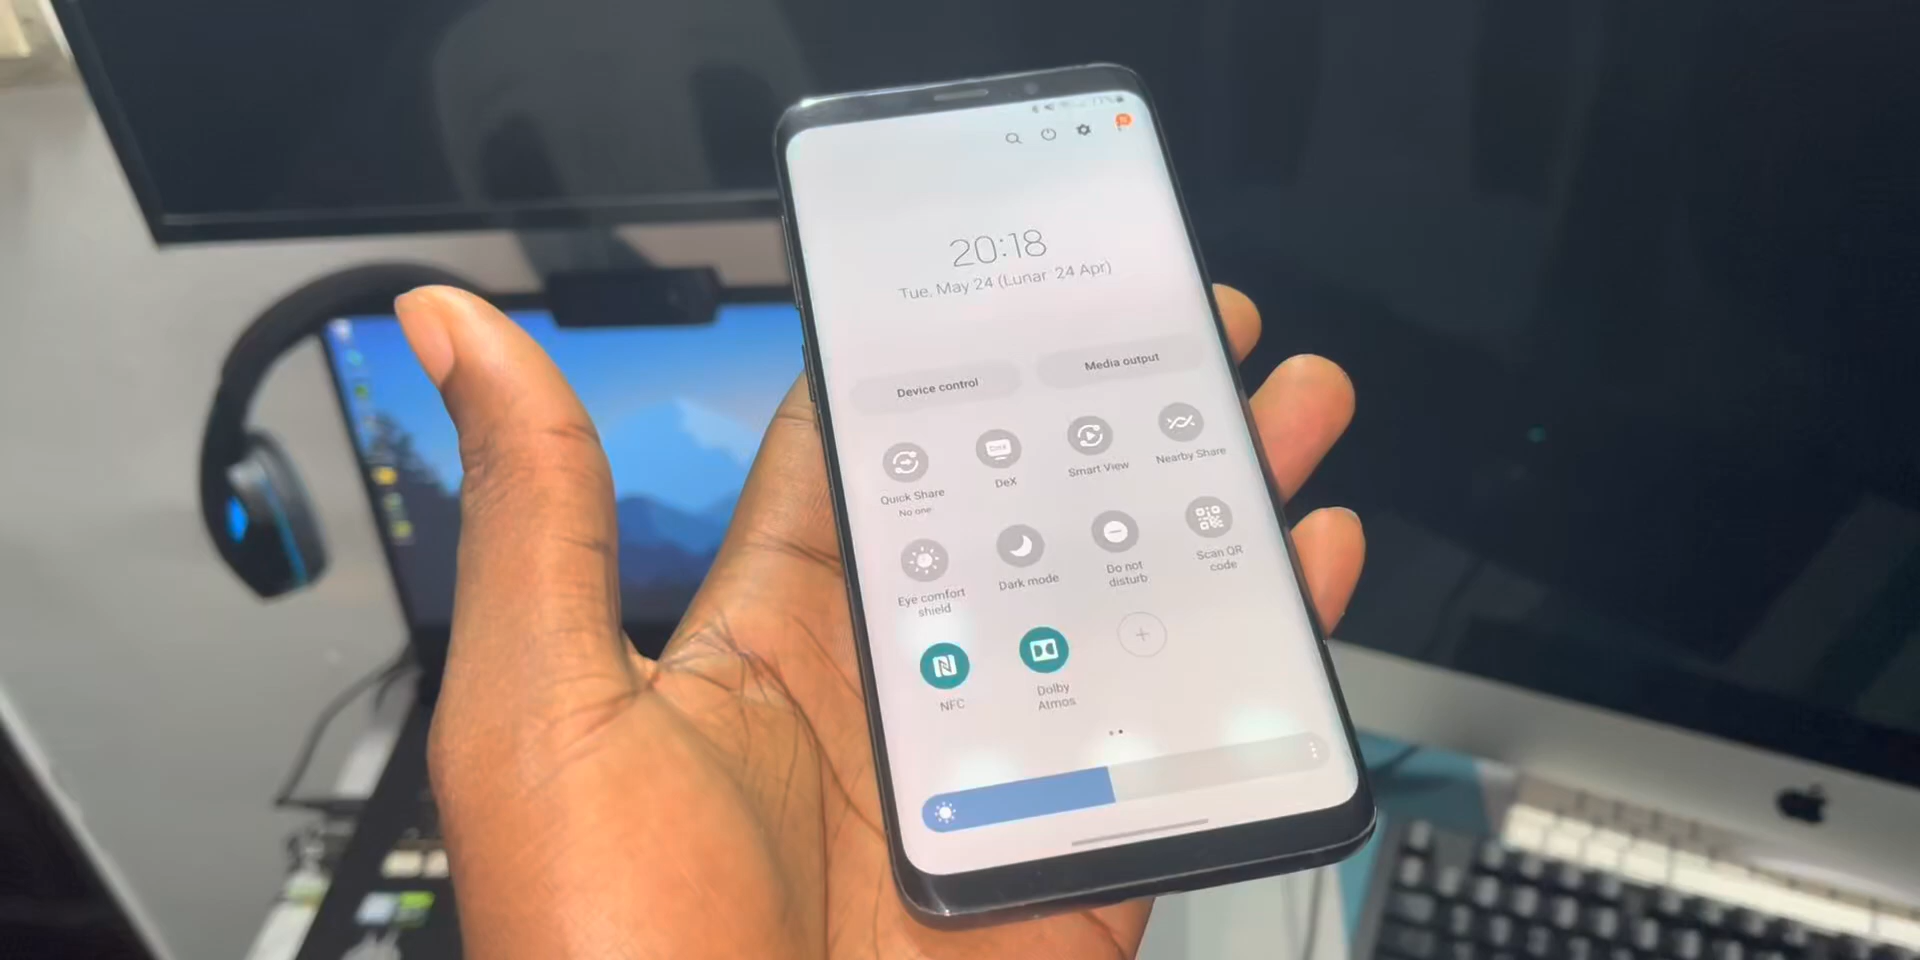 20:18
Tue, May 24 (Lunar 24 Apr)
Device control
Media output
Quick Share
No one
DeX
Smart View
Nearby Share
Eye comfort
shield
Dark mode
Do not
disturb
Scan QR
code
NFC
Dolby
Atmos